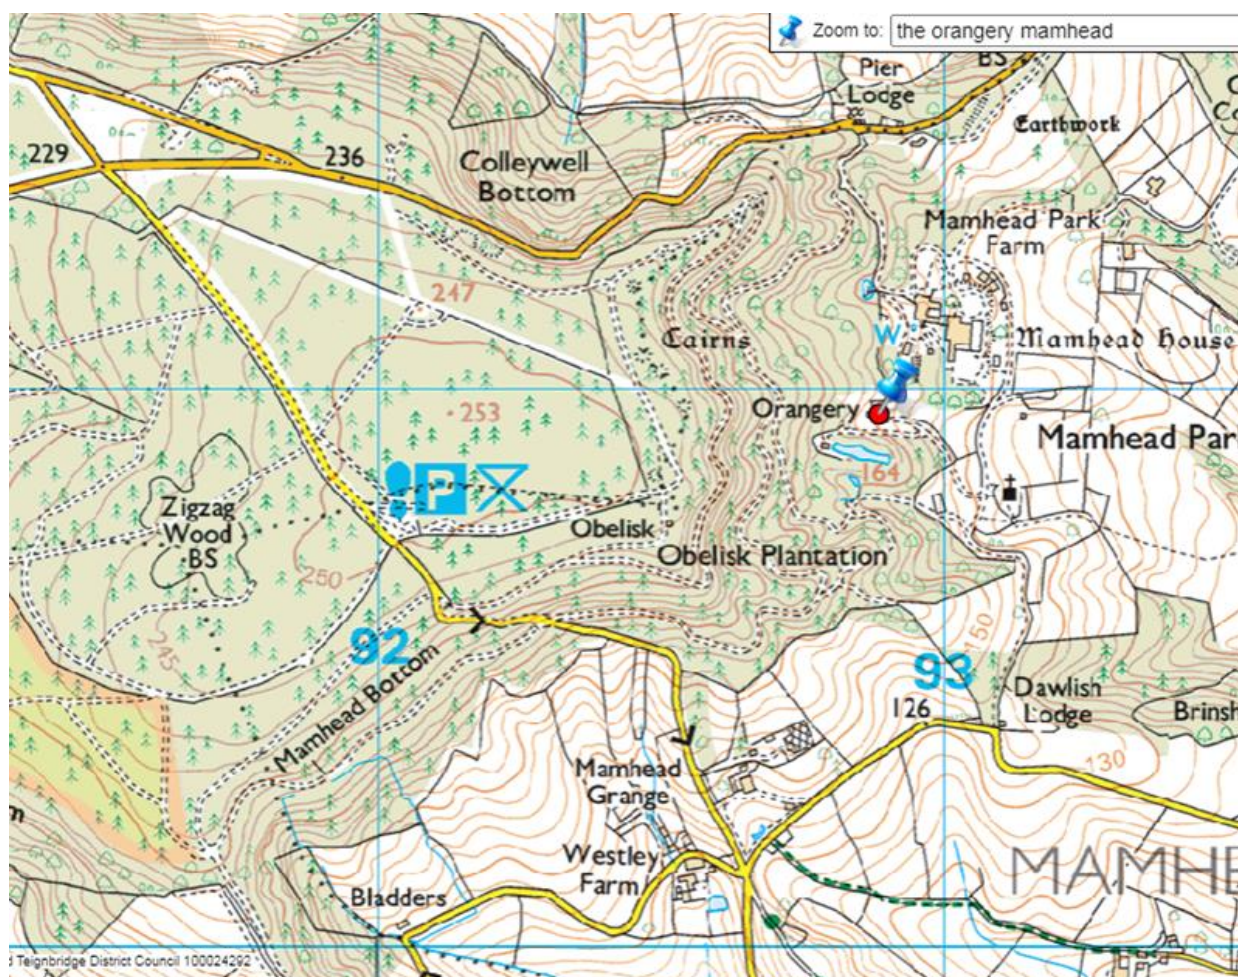 Zoom to: the orangery mamhead
Pier
Lodge
BS
Earthwork
229
236
Colleywell
Bottom
Mamhead Park
Farm
247
Cairns
W
Mamhead House
253
Orangery
Mamhead Par
164
P
Zigzag
Wood
BS
Obelisk
Obelisk Plantation
250
245
92
93
150
Mamhead Bottom
126
Dawlish
Lodge
Brinsh
130
Mamhead
Grange
Westley
Farm
MAMHE
Bladders
Teignbridge District Council 100024292